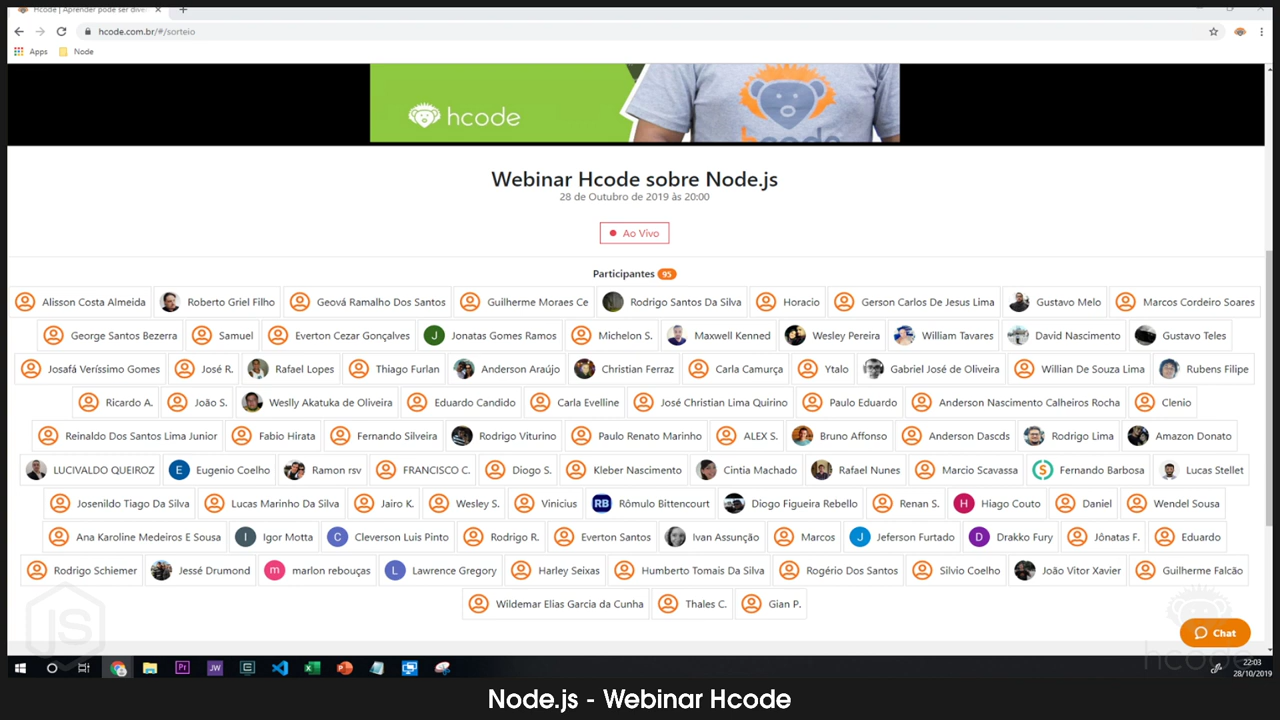 Hcode | Aprender pode ser dive
hcode.com.br/#/sorteio
Apps Node
hcode
hcode
Webinar Hcode sobre Node.js
28 de Outubro de 2019 às 20:00
Ao Vivo
Participantes 95
Alisson Costa Almeida Roberto Griel Filho Geová Ramalho Dos Santos Guilherme Moraes Ce Rodrigo Santos Da Silva Horacio Gerson Carlos De Jesus Lima Gustavo Melo Marcos Cordeiro Soares
George Santos Bezerra Samuel Everton Cezar Gonçalves J Jonatas Gomes Ramos Michelon S. Maxwell Kenned Wesley Pereira William Tavares David Nascimento Gustavo Teles
Josafá Veríssimo Gomes José R. Rafael Lopes Thiago Furlan Anderson Araújo Christian Ferraz Carla Camurça Ytalo Gabriel José de Oliveira Willian De Souza Lima Rubens Filipe
Ricardo A. João S. Weslly Akatuka de Oliveira Eduardo Candido Carla Evelline José Christian Lima Quirino Paulo Eduardo Anderson Nascimento Calheiros Rocha Clenio
Reinaldo Dos Santos Lima Junior Fabio Hirata Fernando Silveira Rodrigo Viturino Paulo Renato Marinho ALEX S. Bruno Affonso Anderson Dascds Rodrigo Lima Amazon Donato
LUCIVALDO QUEIROZ E Eugenio Coelho Ramon rsv FRANCISCO C. Diogo S. Kleber Nascimento Cintia Machado Rafael Nunes Marcio Scavassa Fernando Barbosa Lucas Stellet
Josenildo Tiago Da Silva Lucas Marinho Da Silva Jairo K. Wesley S. Vinicius RB Rômulo Bittencourt Diogo Figueira Rebello Renan S. H Hiago Couto Daniel Wendel Sousa
Ana Karoline Medeiros E Sousa I Igor Motta C Cleverson Luis Pinto Rodrigo R. Everton Santos Ivan Assunção Marcos J Jeferson Furtado D Drakko Fury Jônatas F. Eduardo
Rodrigo Schiemer Jessé Drumond m marlon rebouças L Lawrence Gregory Harley Seixas Humberto Tomais Da Silva Rogério Dos Santos Silvio Coelho João Vitor Xavier Guilherme Falcão
Wildemar Elias Garcia da Cunha Thales C. Gian P.
JS
Chat
hcode
Pr JW
22:03
28/10/2019
Node.js - Webinar Hcode